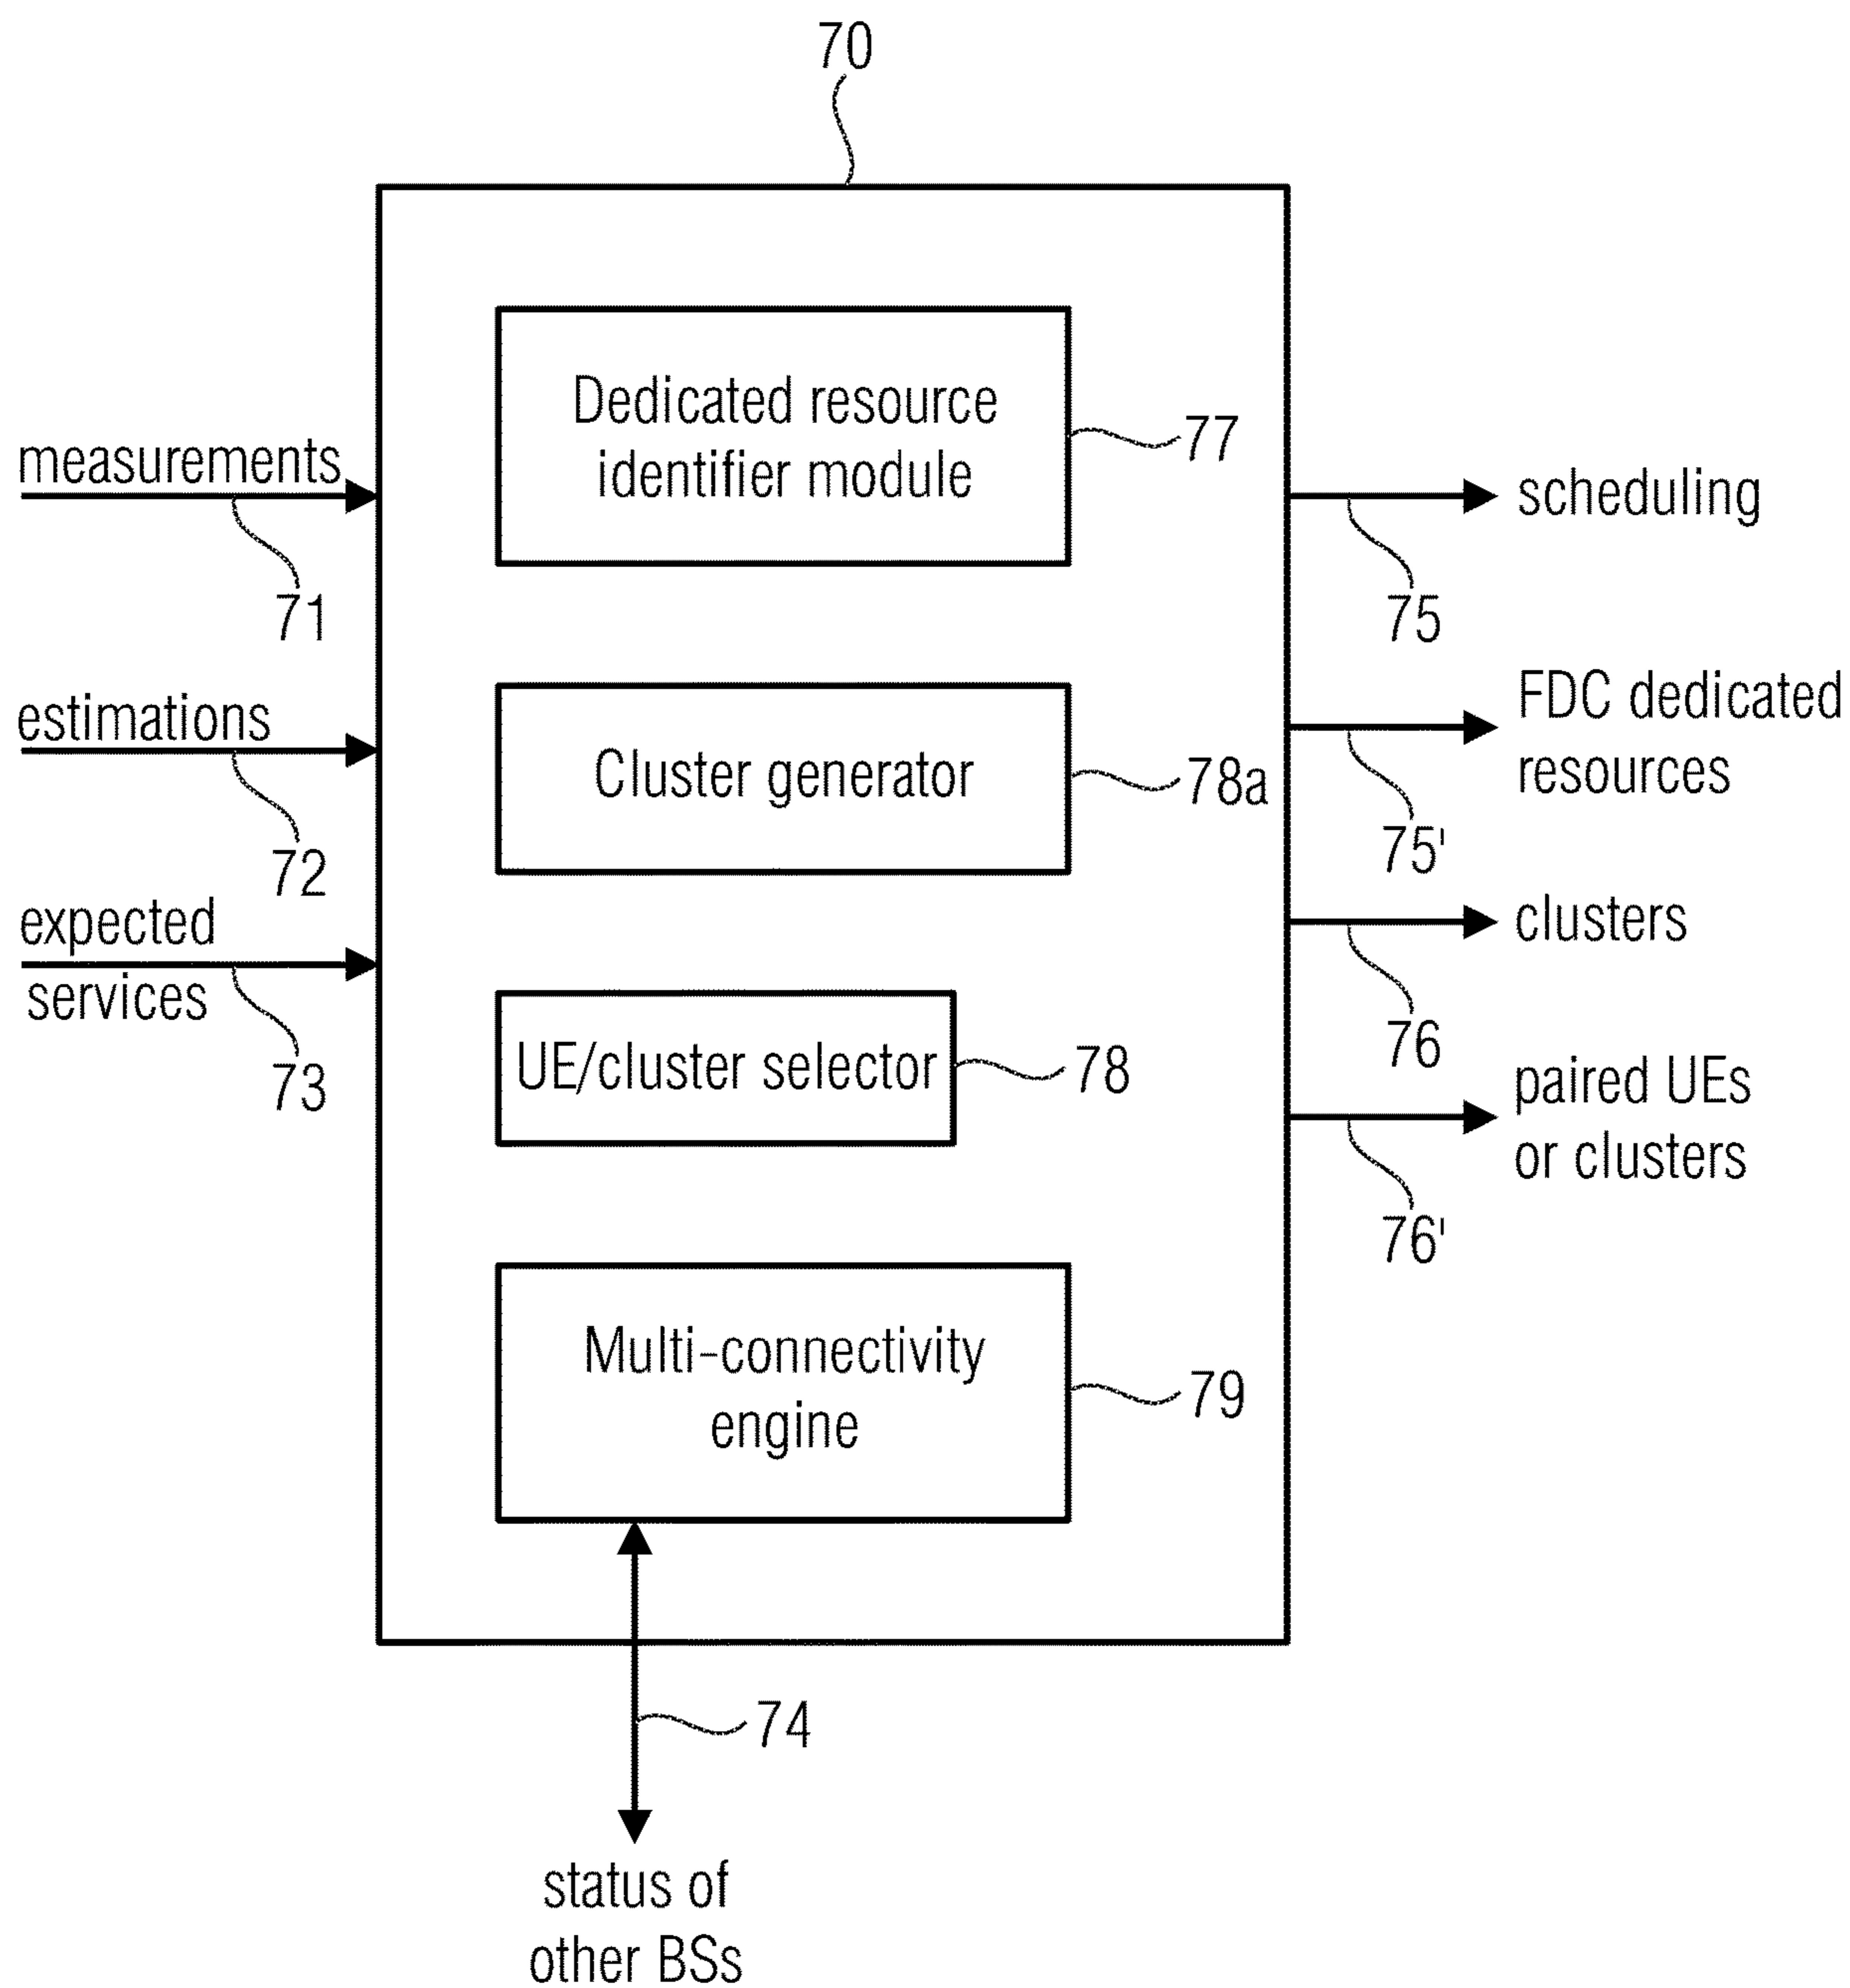 70
Dedicated resource
identifier module
77
measurements
71
scheduling
75
estimations
72
FDC dedicated
resources
75'
Cluster generator
78a
expected
services
73
clusters
76
UE/cluster selector
78
paired UEs
or clusters
76'
Multi-connectivity
engine
79
74
status of
other BSs